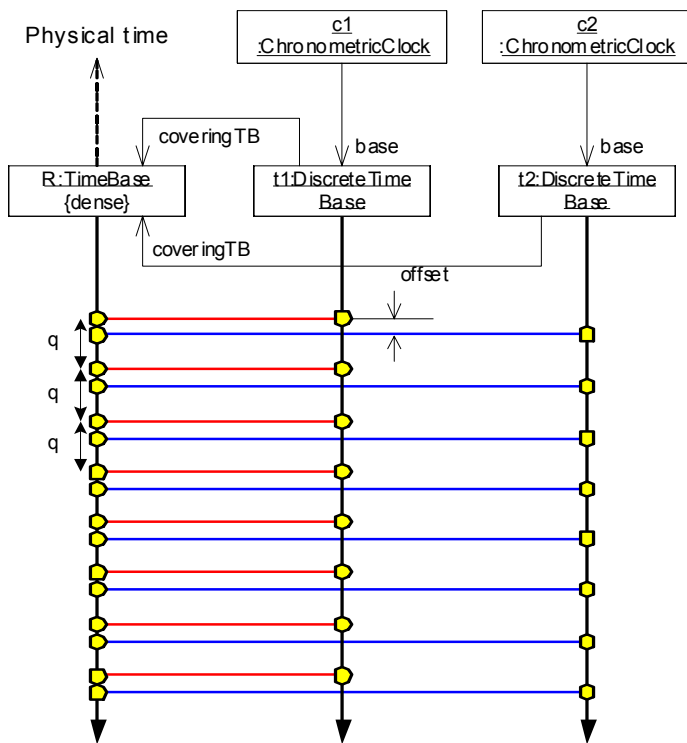 Physical time
c1
:ChronometricClock
c2
:ChronometricClock
coveringTB
base
base
R:TimeBase
{dense}
t1:DiscreteTime
Base
t2:DiscreteTime
Base
coveringTB
offset
q
q
q